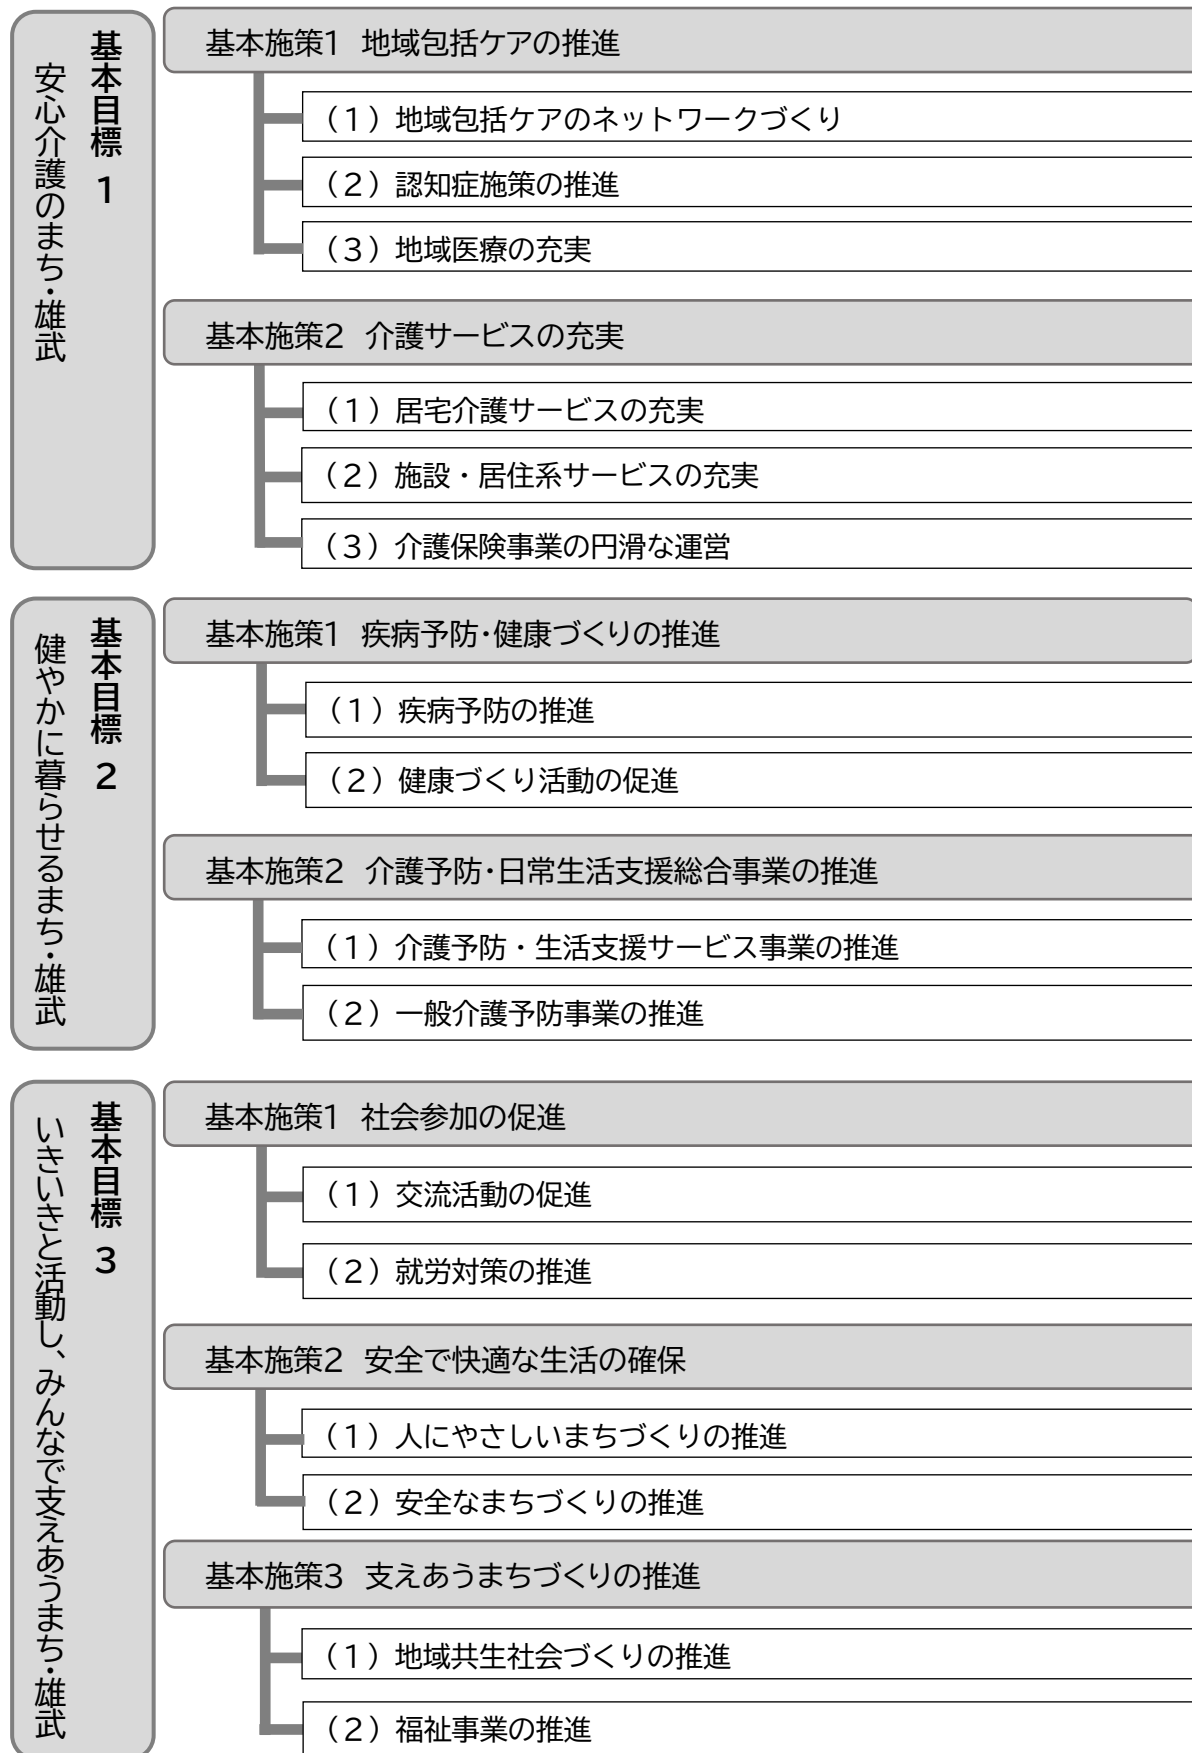 基本目標 1
安心介護のまち・雄武
基本施策1 地域包括ケアの推進
（1）地域包括ケアのネットワークづくり
（2）認知症施策の推進
（3）地域医療の充実
基本施策2 介護サービスの充実
（1）居宅介護サービスの充実
（2）施設・居住系サービスの充実
（3）介護保険事業の円滑な運営
基本目標 2
健やかに暮らせるまち・雄武
基本施策1 疾病予防・健康づくりの推進
（1）疾病予防の推進
（2）健康づくり活動の促進
基本施策2 介護予防・日常生活支援総合事業の推進
（1）介護予防・生活支援サービス事業の推進
（2）一般介護予防事業の推進
基本目標 3
いきいきと活動し、みんなで支えあうまち・雄武
基本施策1 社会参加の促進
（1）交流活動の促進
（2）就労対策の推進
基本施策2 安全で快適な生活の確保
（1）人にやさしいまちづくりの推進
（2）安全なまちづくりの推進
基本施策3 支えあうまちづくりの推進
（1）地域共生社会づくりの推進
（2）福祉事業の推進